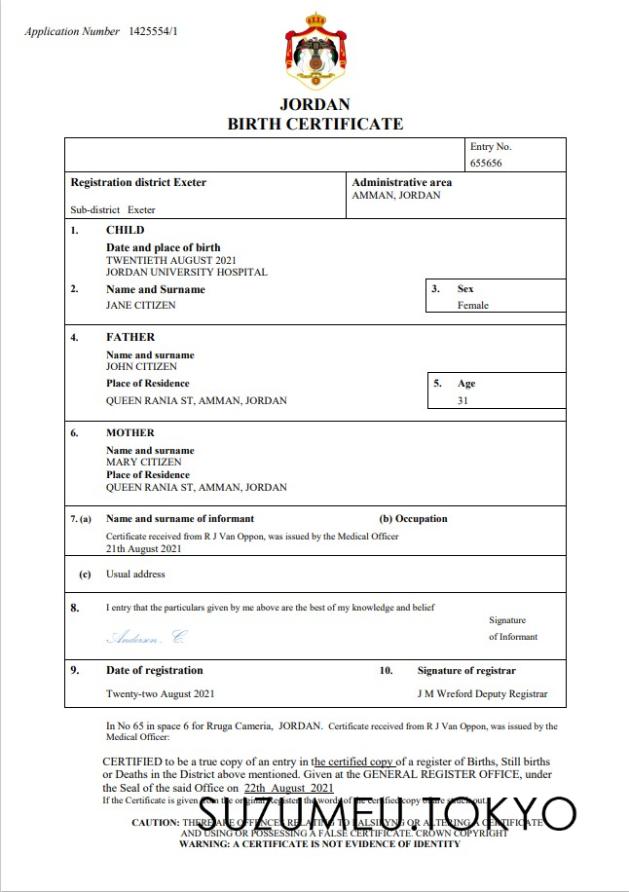 Application Number 1425554/1
JORDAN
BIRTH CERTIFICATE
Entry No.
655656
Registration district Exeter
Administrative area
AMMAN, JORDAN
Sub-district Exeter
1. CHILD
Date and place of birth
TWENTIETH AUGUST 2021
JORDAN UNIVERSITY HOSPITAL
2. Name and Surname
3. Sex
JANE CITIZEN
Female
4. FATHER
Name and surname
JOHN CITIZEN
Place of Residence
5. Age
QUEEN RANIA ST, AMMAN, JORDAN
31
6. MOTHER
Name and surname
MARY CITIZEN
Place of Residence
QUEEN RANIA ST, AMMAN, JORDAN
7. (a) Name and surname of informant (b) Occupation
Certificate received from R J Van Oppon, was issued by the Medical Officer
21th August 2021
(c) Usual address
8. I entry that the particulars given by me above are the best of my knowledge and belief
Signature
of Informant
Andersen. C.
9. Date of registration 10. Signature of registrar
Twenty-two August 2021 J M Wreford Deputy Registrar
In No 65 in space 6 for Rruga Cameria, JORDAN. Certificate received from R J Van Oppon, was issued by the
Medical Officer:
CERTIFIED to be a true copy of an entry in the certified copy of a register of Births, Still births
or Deaths in the District above mentioned. Given at the GENERAL REGISTER OFFICE, under
the Seal of the said Office on 22th August 2021
If the Certificate is given from the original Register, the words of the certified copy of are struck out.
SUZUMEU.TOKYO
CAUTION: THERE ARE OFFENCES RELATING TO FALSIFYNG OR ALTERING A CERTIFICATE
AND USING OR POSSESSING A FALSE CERTIFICATE. CROWN COPYRIGHT
WARNING: A CERTIFICATE IS NOT EVIDENCE OF IDENTITY